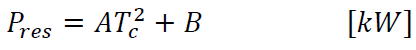 P_res = AT_c^2 + B [kW]